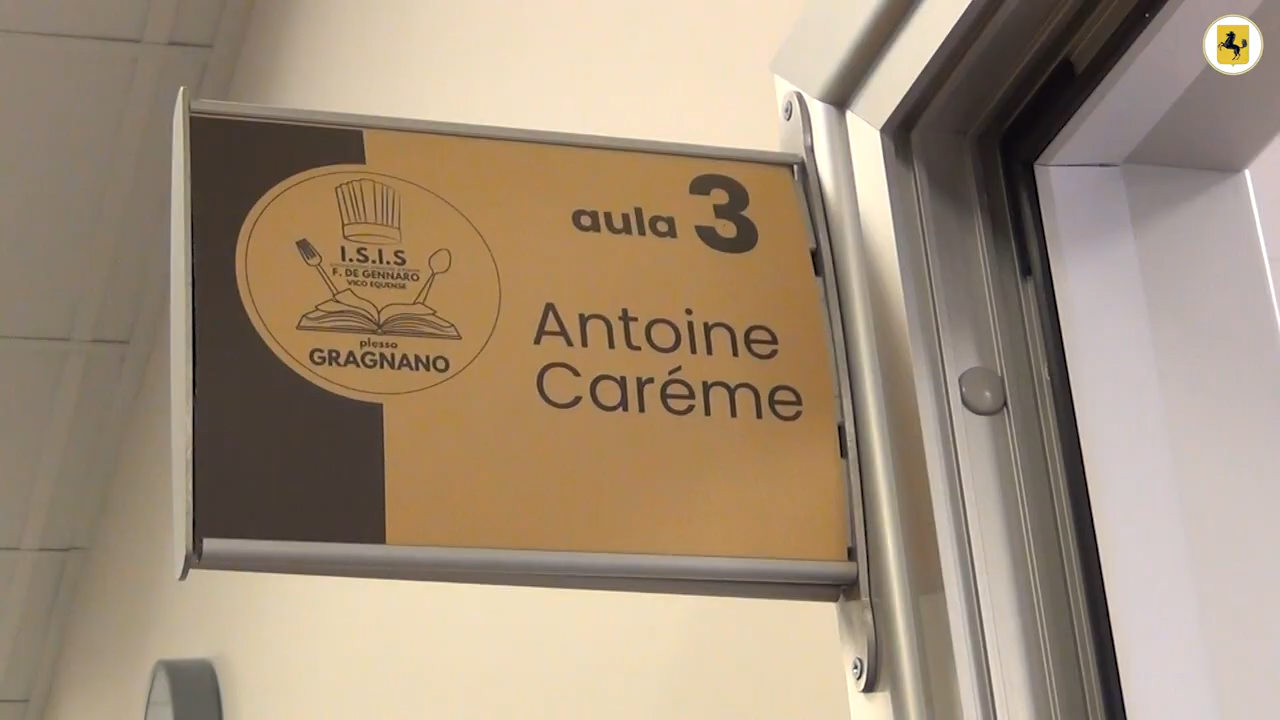 aula 3
Antoine
Caréme
I.S.I.S
F. DE GENNARO
VICO EQUENSE
plesso
GRAGNANO